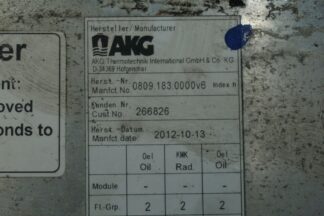 er
nt:
oved
onds to
Hersteller/Manufacturer
AKG
AKG Thermotechnik International GmbH & Co. KG
D-34369 Hofgeismar
Herst.-Nr.
Manfct.No 0809.183.0000v6 Index h
Kunden Nr.
Cust No 266826
Herst.-Datum
Manfct.date 2012-10-13
Oel KWK Oel
Oil Rad. Oil
Module - - -
Fl.-Grp 2 2 2